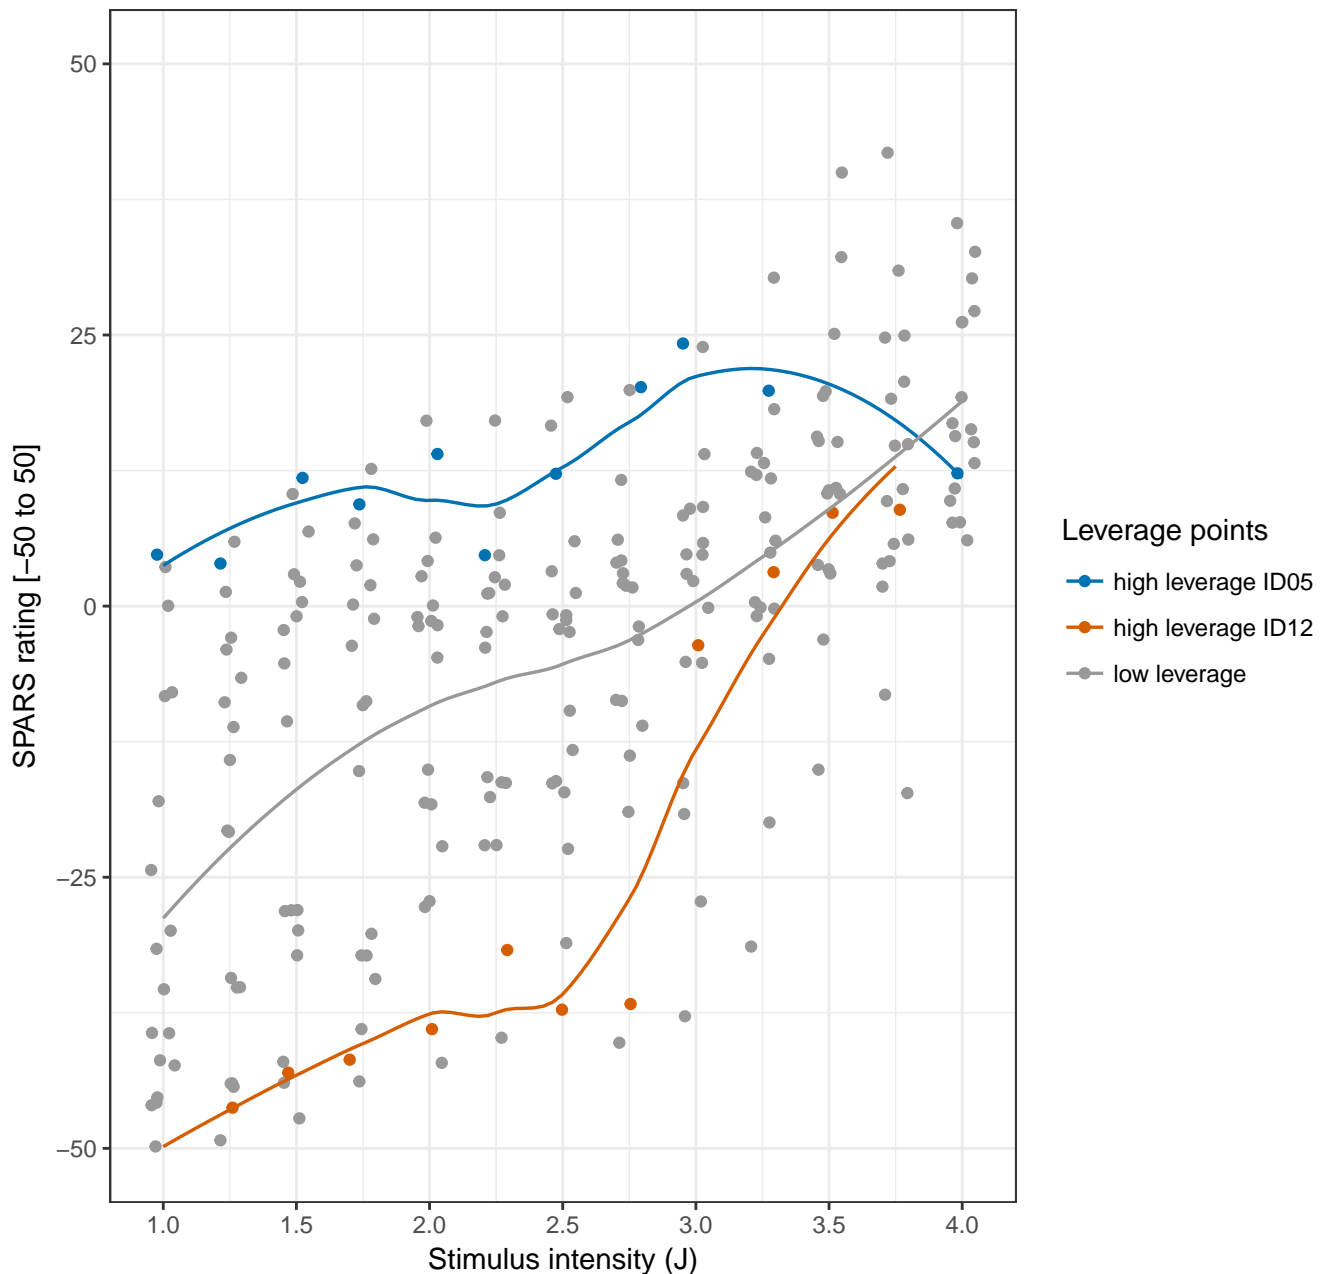 SPARS rating [−50 to 50]
50
25
0
−25
−50
1.0 1.5 2.0 2.5 3.0 3.5 4.0
Stimulus intensity (J)
Leverage points
high leverage ID05
high leverage ID12
low leverage